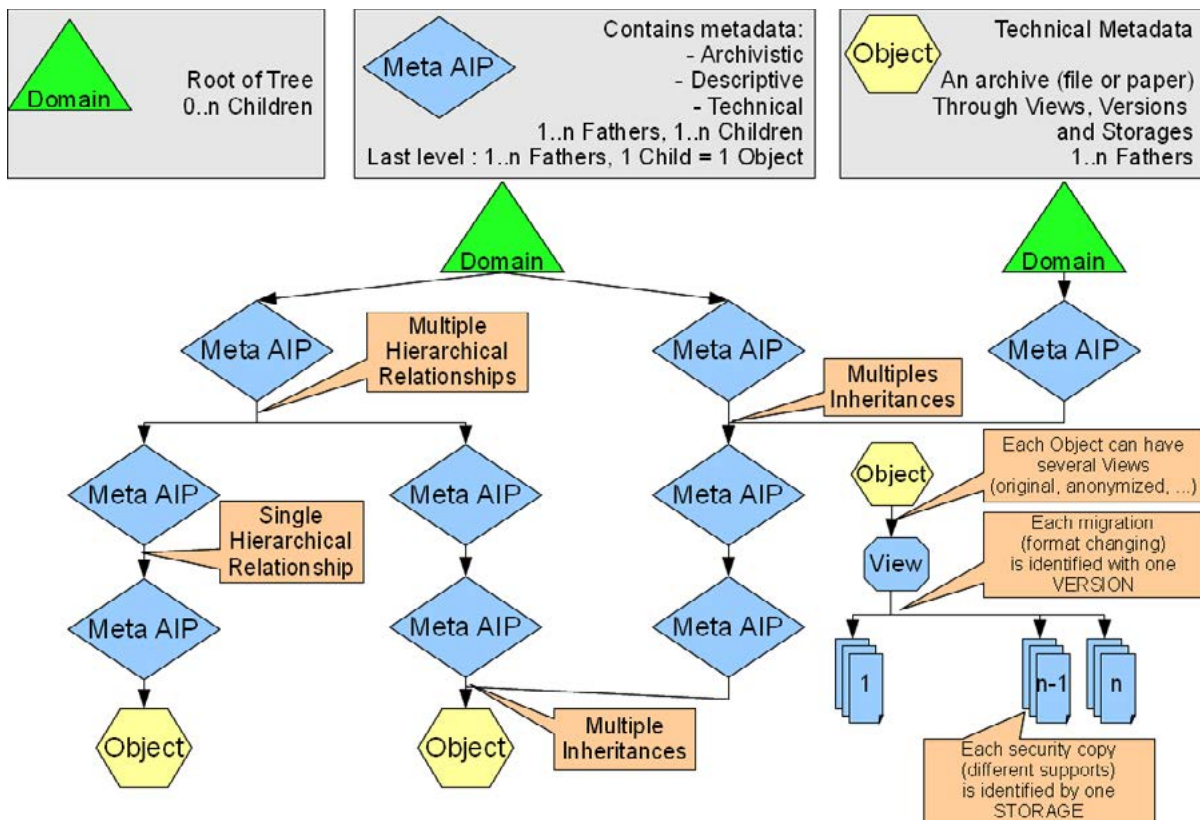 Domain
Root of Tree
0..n Children
Meta AIP
Contains metadata:
- Archivistic
- Descriptive
- Technical
1..n Fathers, 1..n Children
Last level : 1..n Fathers, 1 Child = 1 Object
Object
Technical Metadata
An archive (file or paper)
Through Views, Versions
and Storages
1..n Fathers
Domain
Domain
Meta AIP
Multiple
Hierarchical
Relationships
Meta AIP
Multiples
Inheritances
Meta AIP
Meta AIP
Single
Hierarchical
Relationship
Meta AIP
Meta AIP
Object
Each Object can have
several Views
(original, anonymized, ...)
View
Each migration
(format changing)
is identified with one
VERSION
Meta AIP
Meta AIP
Meta AIP
1
n-1
n
Object
Object
Multiple
Inheritances
Each security copy
(different supports)
is identified by one
STORAGE